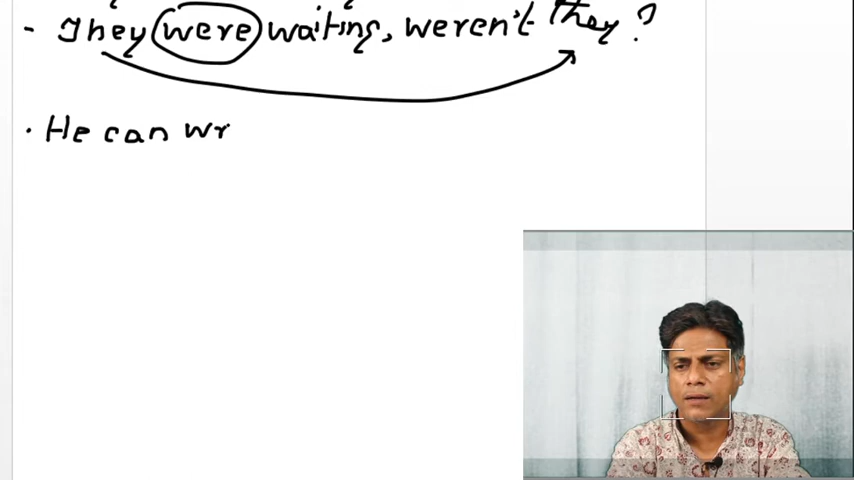 - They were waiting, weren't they?
• He can wr